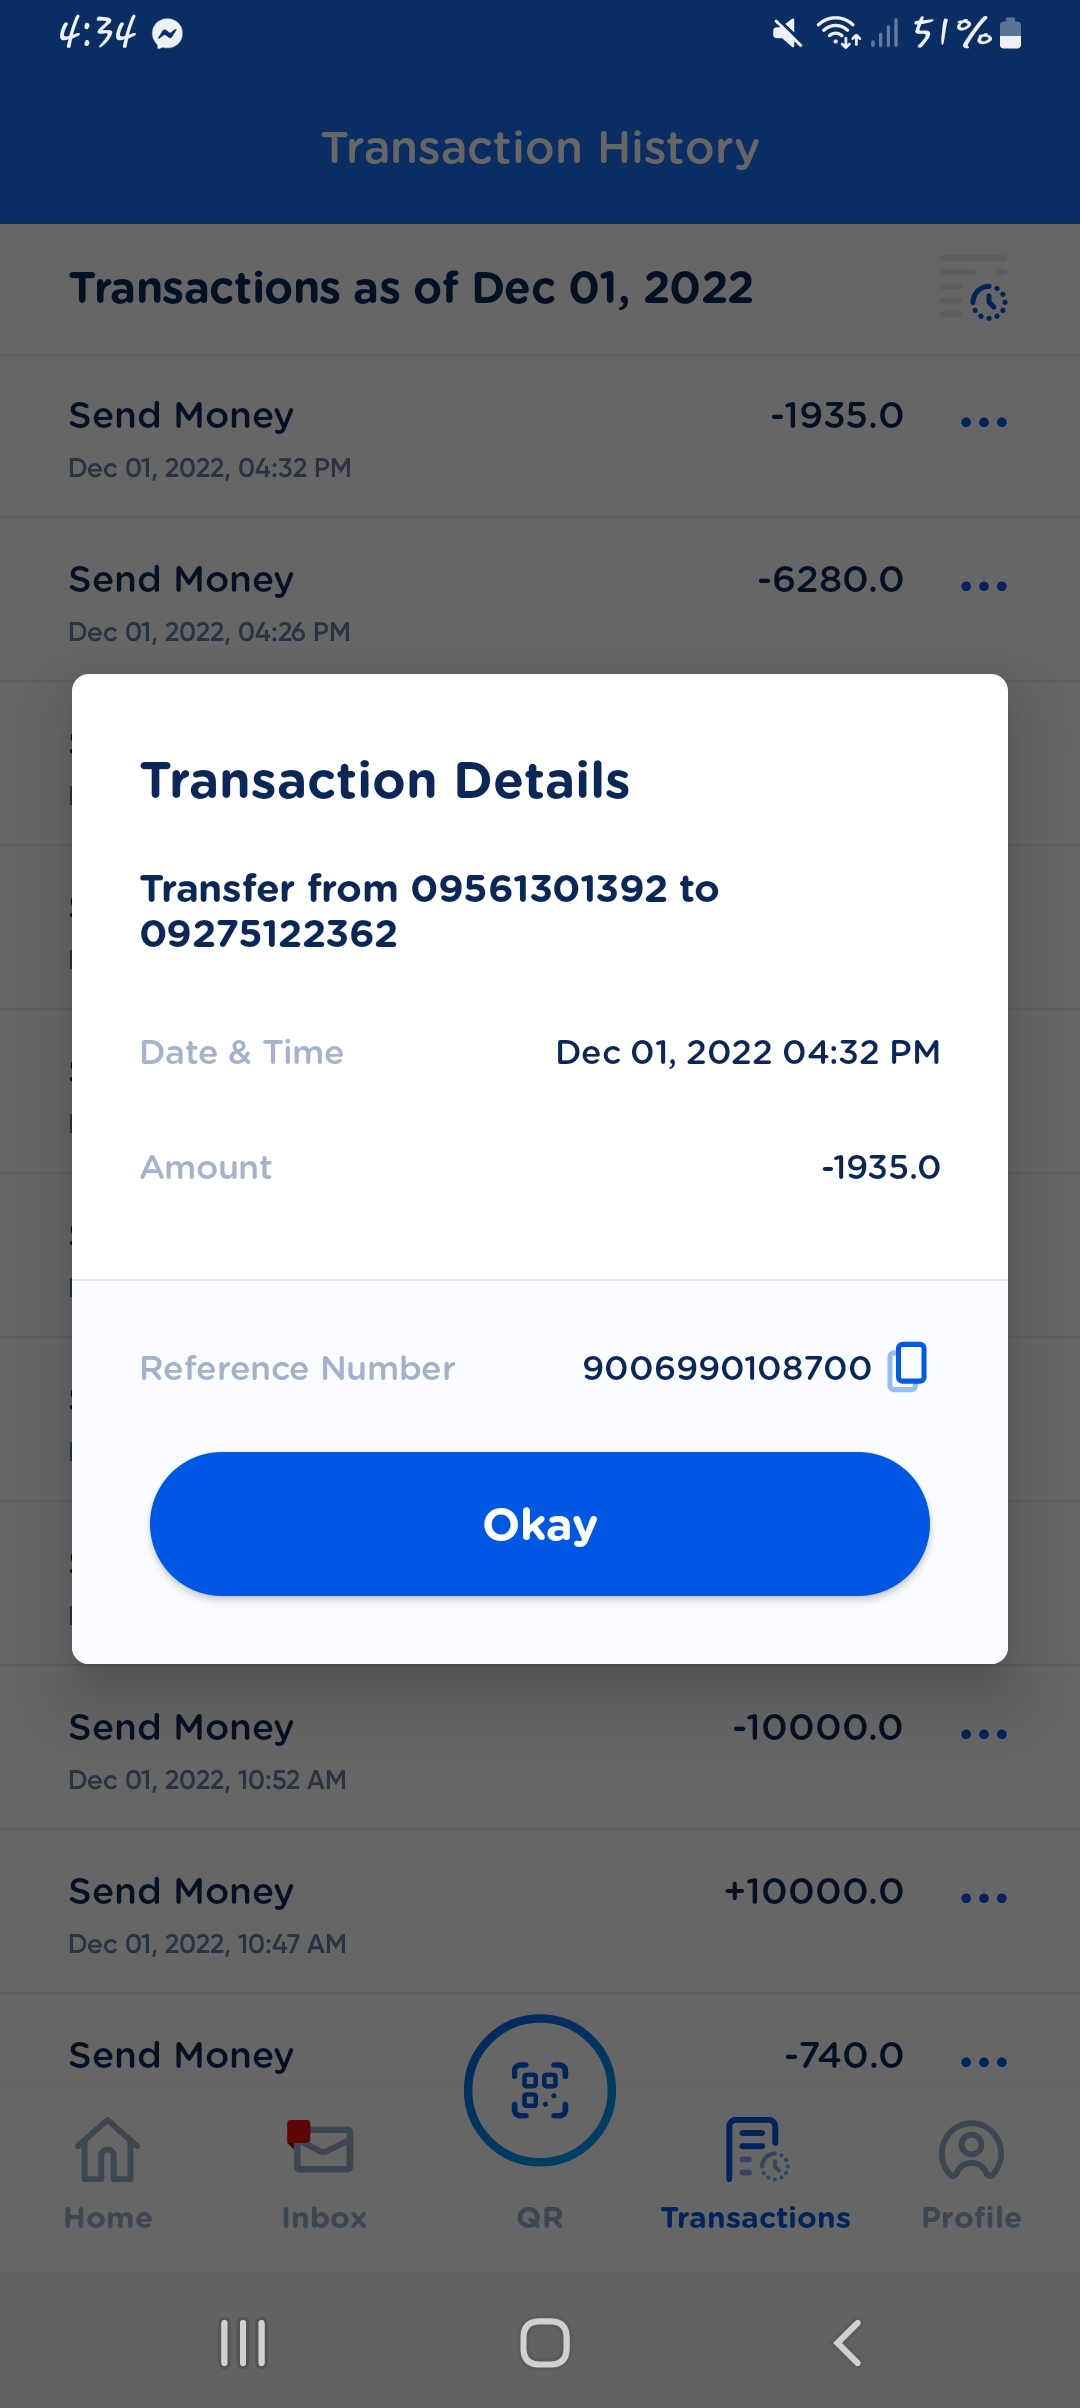 4:34
51%
Transaction History
Transactions as of Dec 01, 2022
Send Money -1935.0
Dec 01, 2022, 04:32 PM
Send Money -6280.0
Dec 01, 2022, 04:26 PM
Transaction Details
Transfer from 09561301392 to
09275122362
Date & Time Dec 01, 2022 04:32 PM
Amount -1935.0
Reference Number 9006990108700
Okay
Send Money -10000.0
Dec 01, 2022, 10:52 AM
Send Money +10000.0
Dec 01, 2022, 10:47 AM
Send Money -740.0
Home Inbox QR Transactions Profile